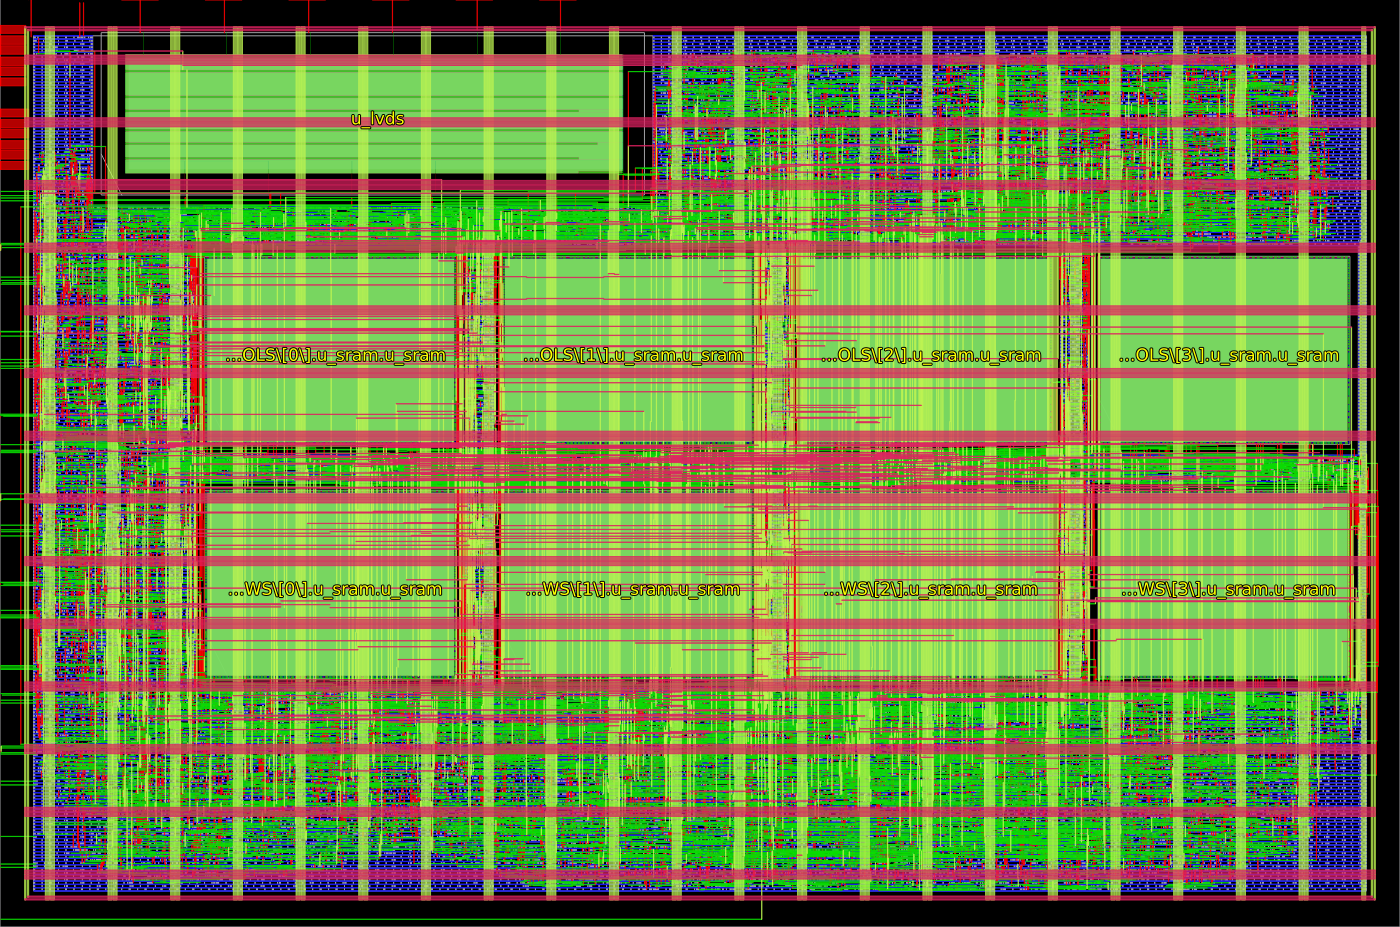 u_lvds
...OLS\[0\].u_sram.u_sram
...OLS\[1\].u_sram.u_sram
...OLS\[2\].u_sram.u_sram
...OLS\[3\].u_sram.u_sram
...WS\[0\].u_sram.u_sram
...WS\[1\].u_sram.u_sram
...WS\[2\].u_sram.u_sram
...WS\[3\].u_sram.u_sram